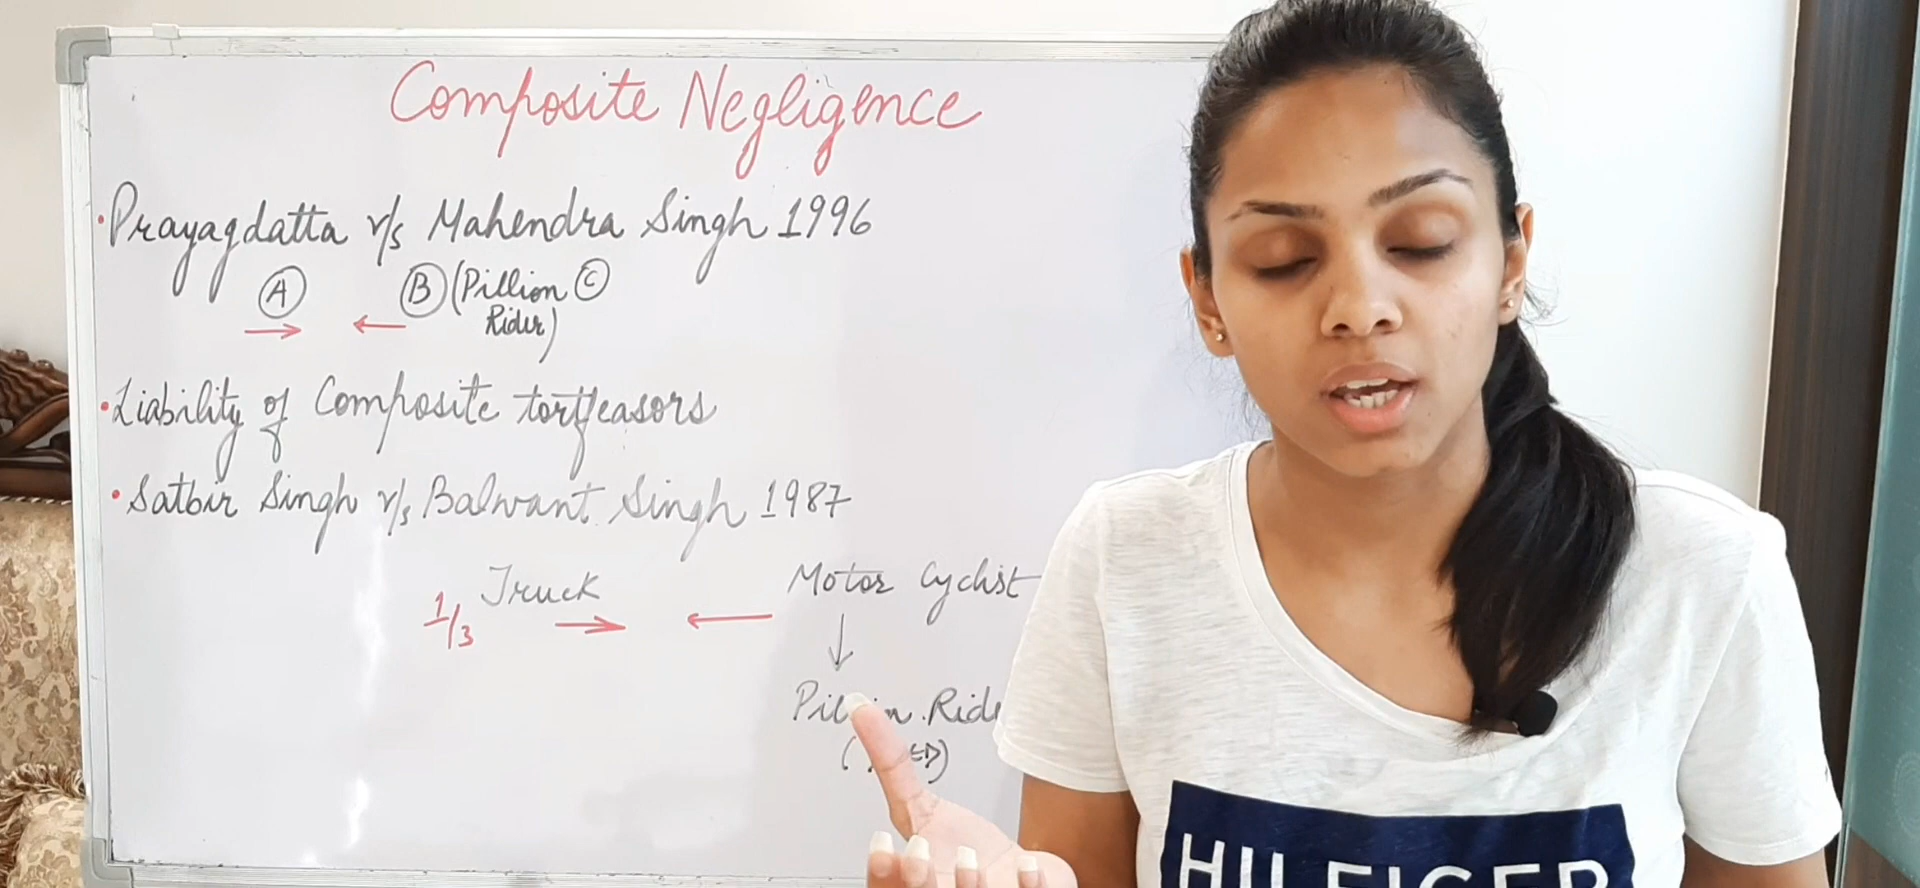 Composite Negligence
• Prayagdatta v/s Mahendra Singh 1996
A B (Pillion C
Rider)
• Liability of Composite tortfeasors
• Satbir Singh v/s Balwant Singh 1987
1/3 Truck Motor Cyclist
HILFIGER